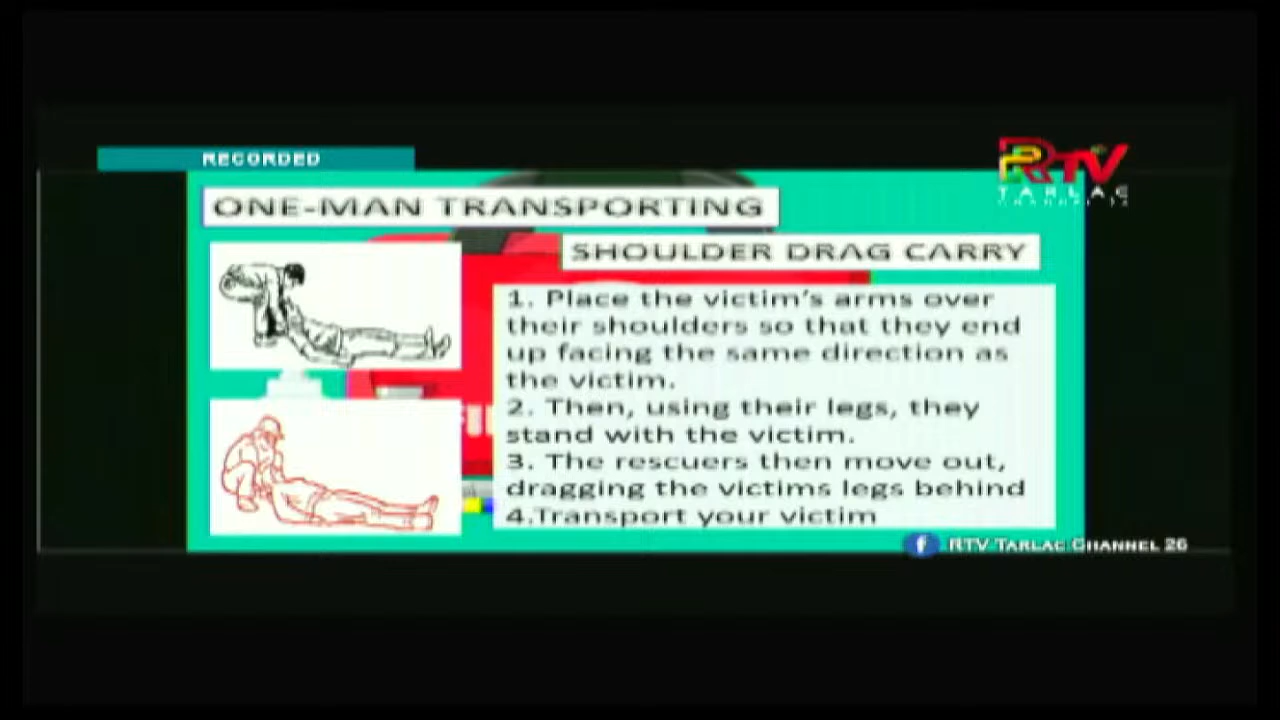 RECORDED
RTV
TARLAC
ONE-MAN TRANSPORTING
SHOULDER DRAG CARRY
1. Place the victim's arms over
their shoulders so that they end
up facing the same direction as
the victim.
2. Then, using their legs, they
stand with the victim.
3. The rescuers then move out,
dragging the victims legs behind
4.Transport your victim
f RTV TARLAC CHANNEL 26